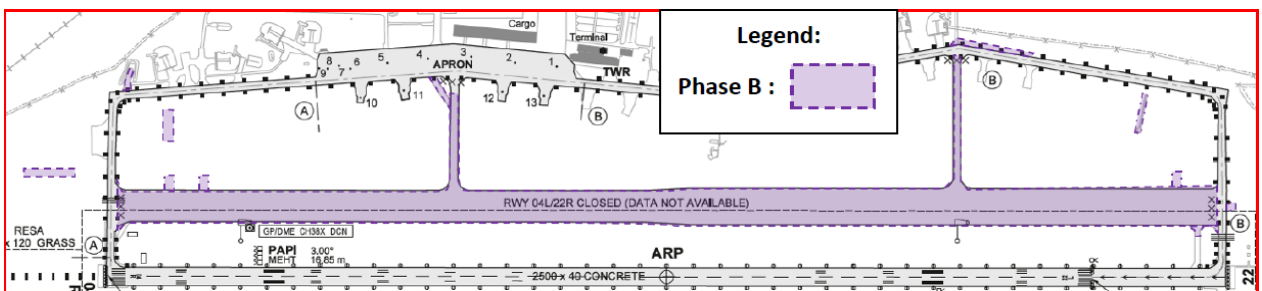 Cargo
Terminal
TWR
Legend:
Phase B :
APRON
9
8
7
6
5
4
3
2
1
10
11
12
13
A
B
B
RWY 04L/22R CLOSED (DATA NOT AVAILABLE)
RESA
x 120 GRASS
A
B
GP/DME CH38X DCN
PAPI 3.00°
MEHT 16.85 m
ARP
2500 x 40 CONCRETE
22